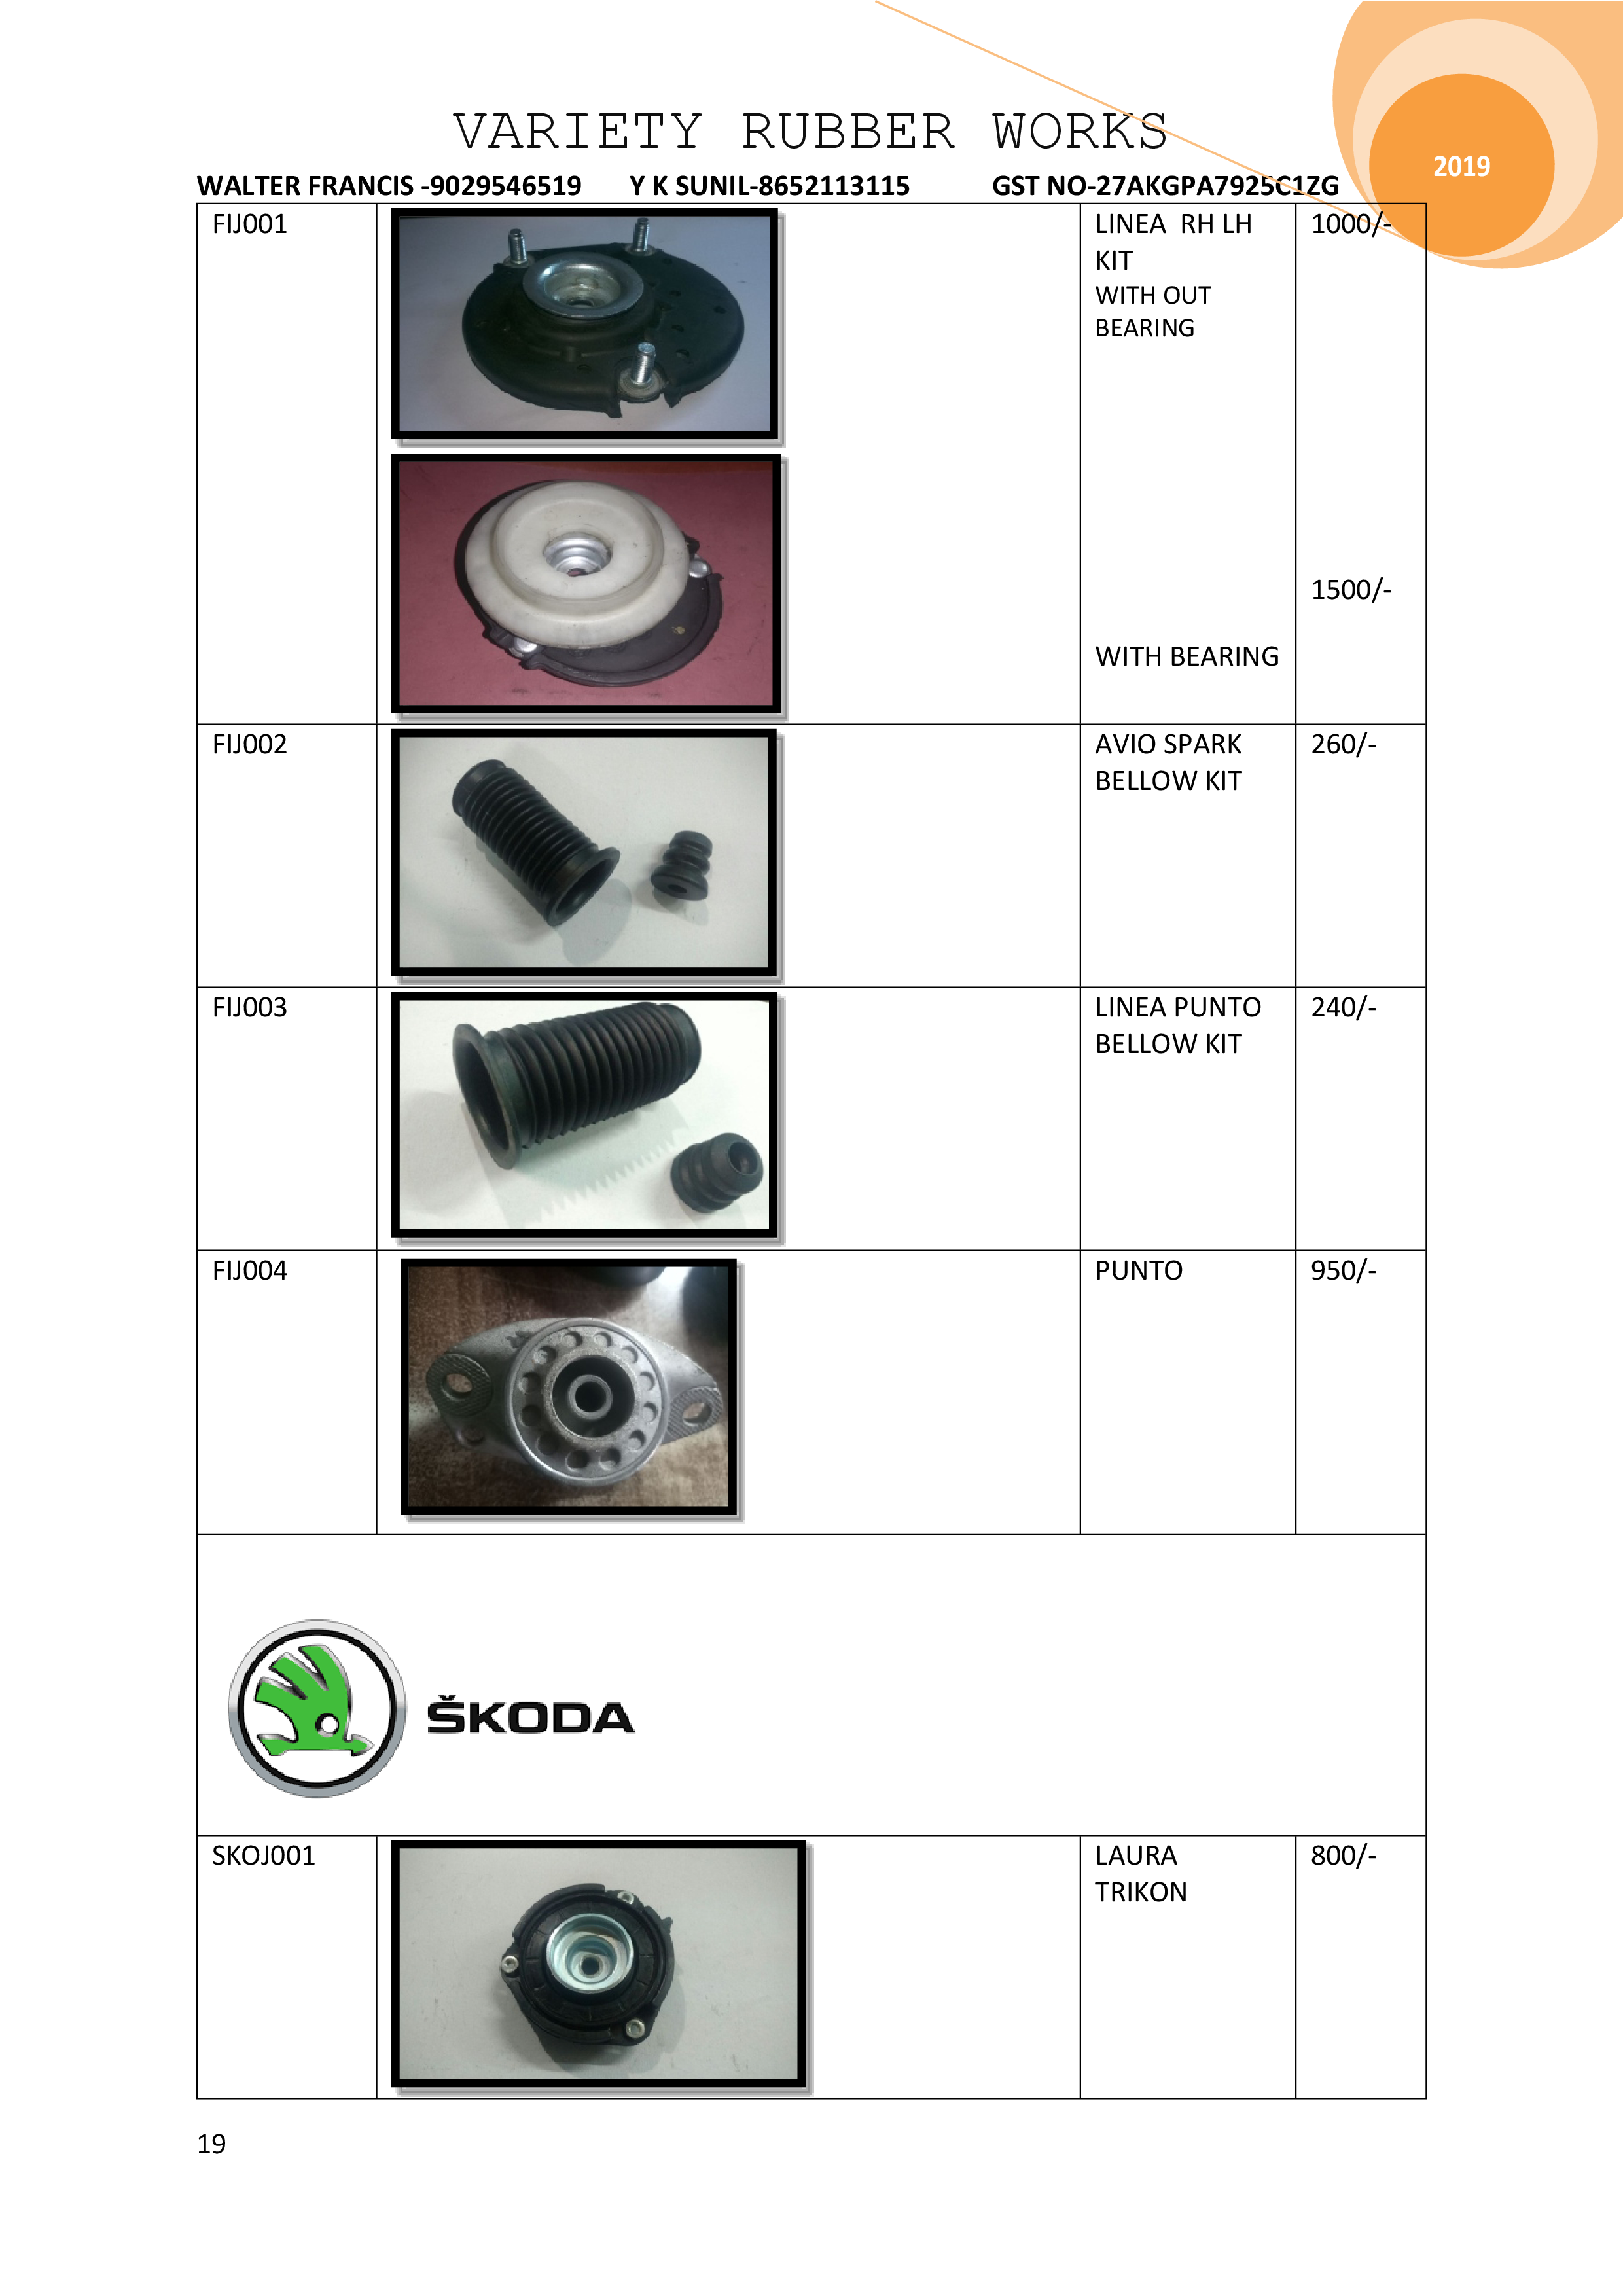 2019
VARIETY RUBBER WORKS
WALTER FRANCIS -9029546519 Y K SUNIL-8652113115 GST NO-27AKGPA7925C1ZG
FIJ001
LINEA RH LH
KIT
WITH OUT
BEARING
1000/-
1500/-
WITH BEARING
FIJ002
AVIO SPARK
BELLOW KIT
260/-
FIJ003
LINEA PUNTO
BELLOW KIT
240/-
FIJ004
PUNTO
950/-
ŠKODA
SKOJ001
LAURA
TRIKON
800/-
19